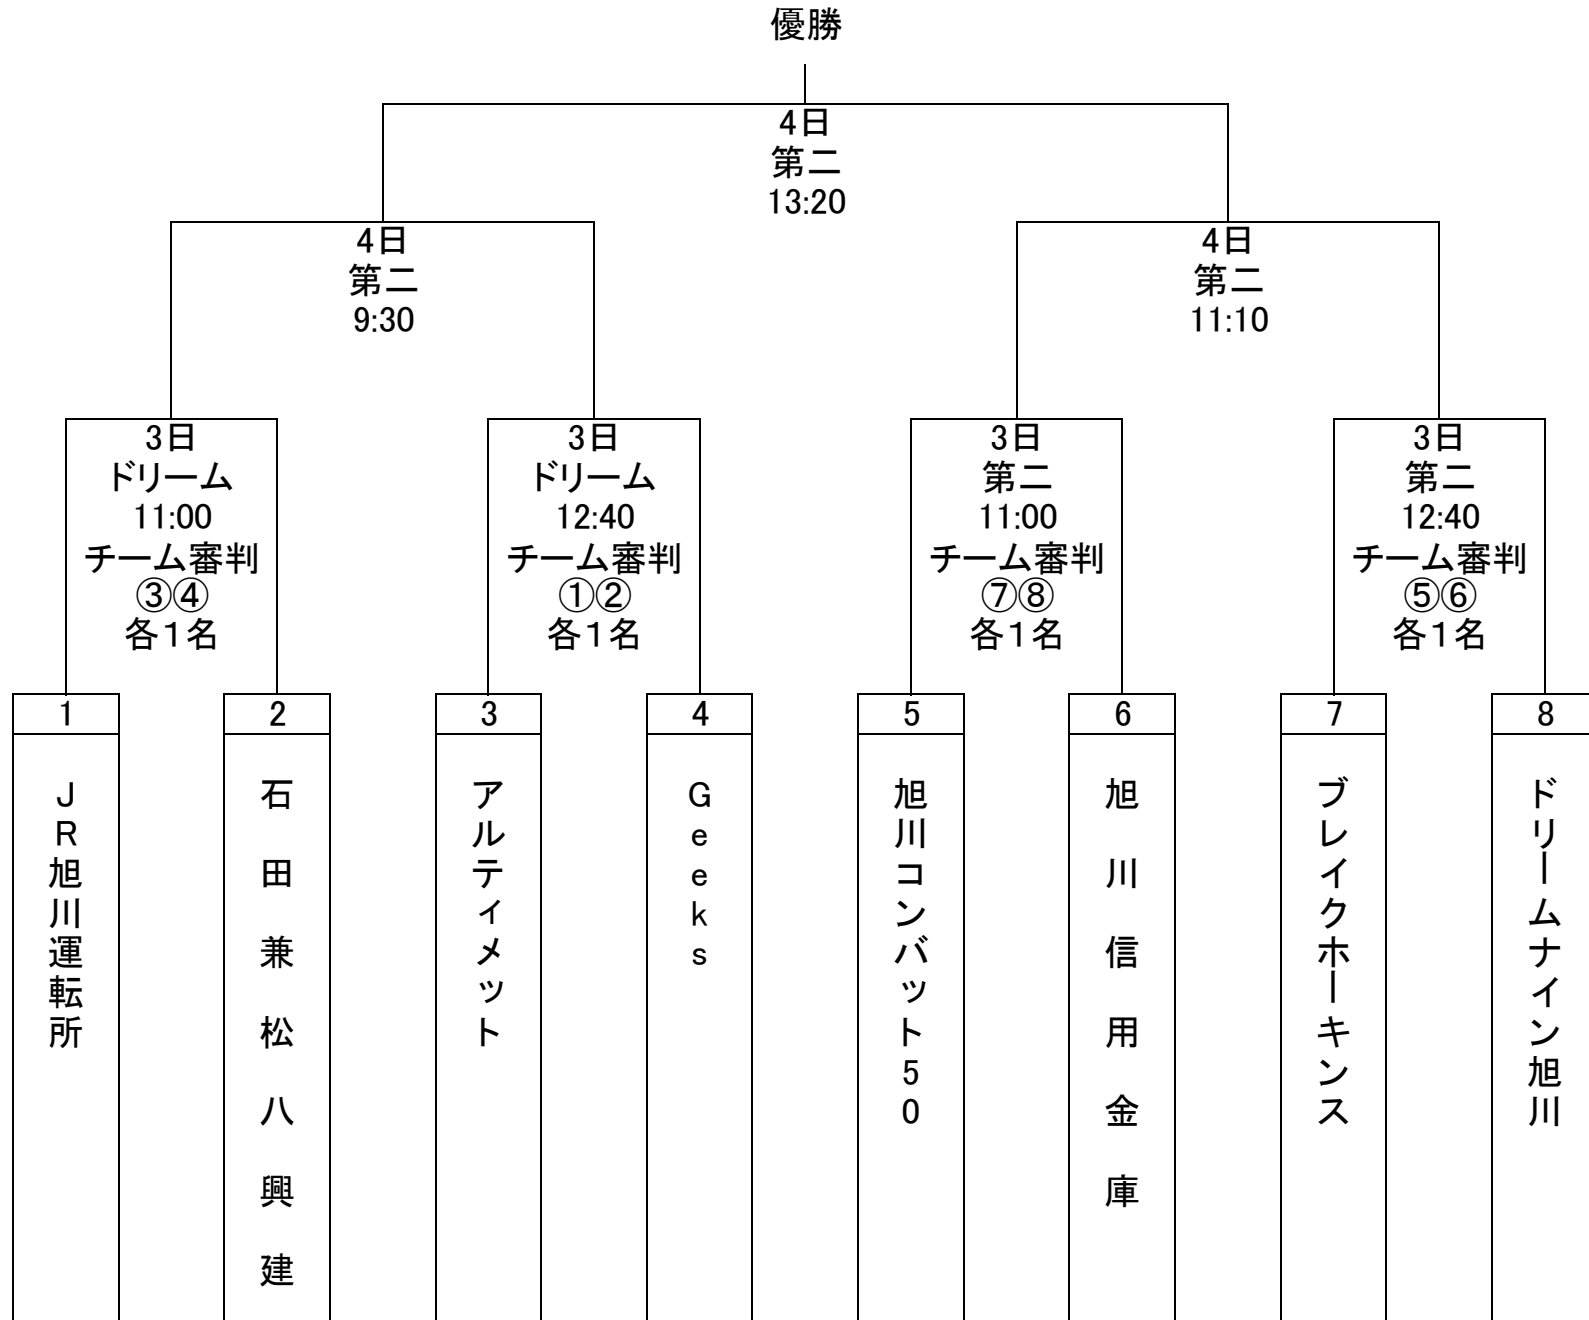 優勝
4日
第二
13:20
4日
第二
9:30
4日
第二
11:10
3日
ドリーム
11:00
チーム審判
③④
各1名
3日
ドリーム
12:40
チーム審判
①②
各1名
3日
第二
11:00
チーム審判
⑦⑧
各1名
3日
第二
12:40
チーム審判
⑤⑥
各1名
1
JR旭川運転所
2
石田兼松八興建
3
アルティメット
4
Geeks
5
旭川コンバット50
6
旭川信用金庫
7
ブレイクホーキンス
8
ドリームナイン旭川